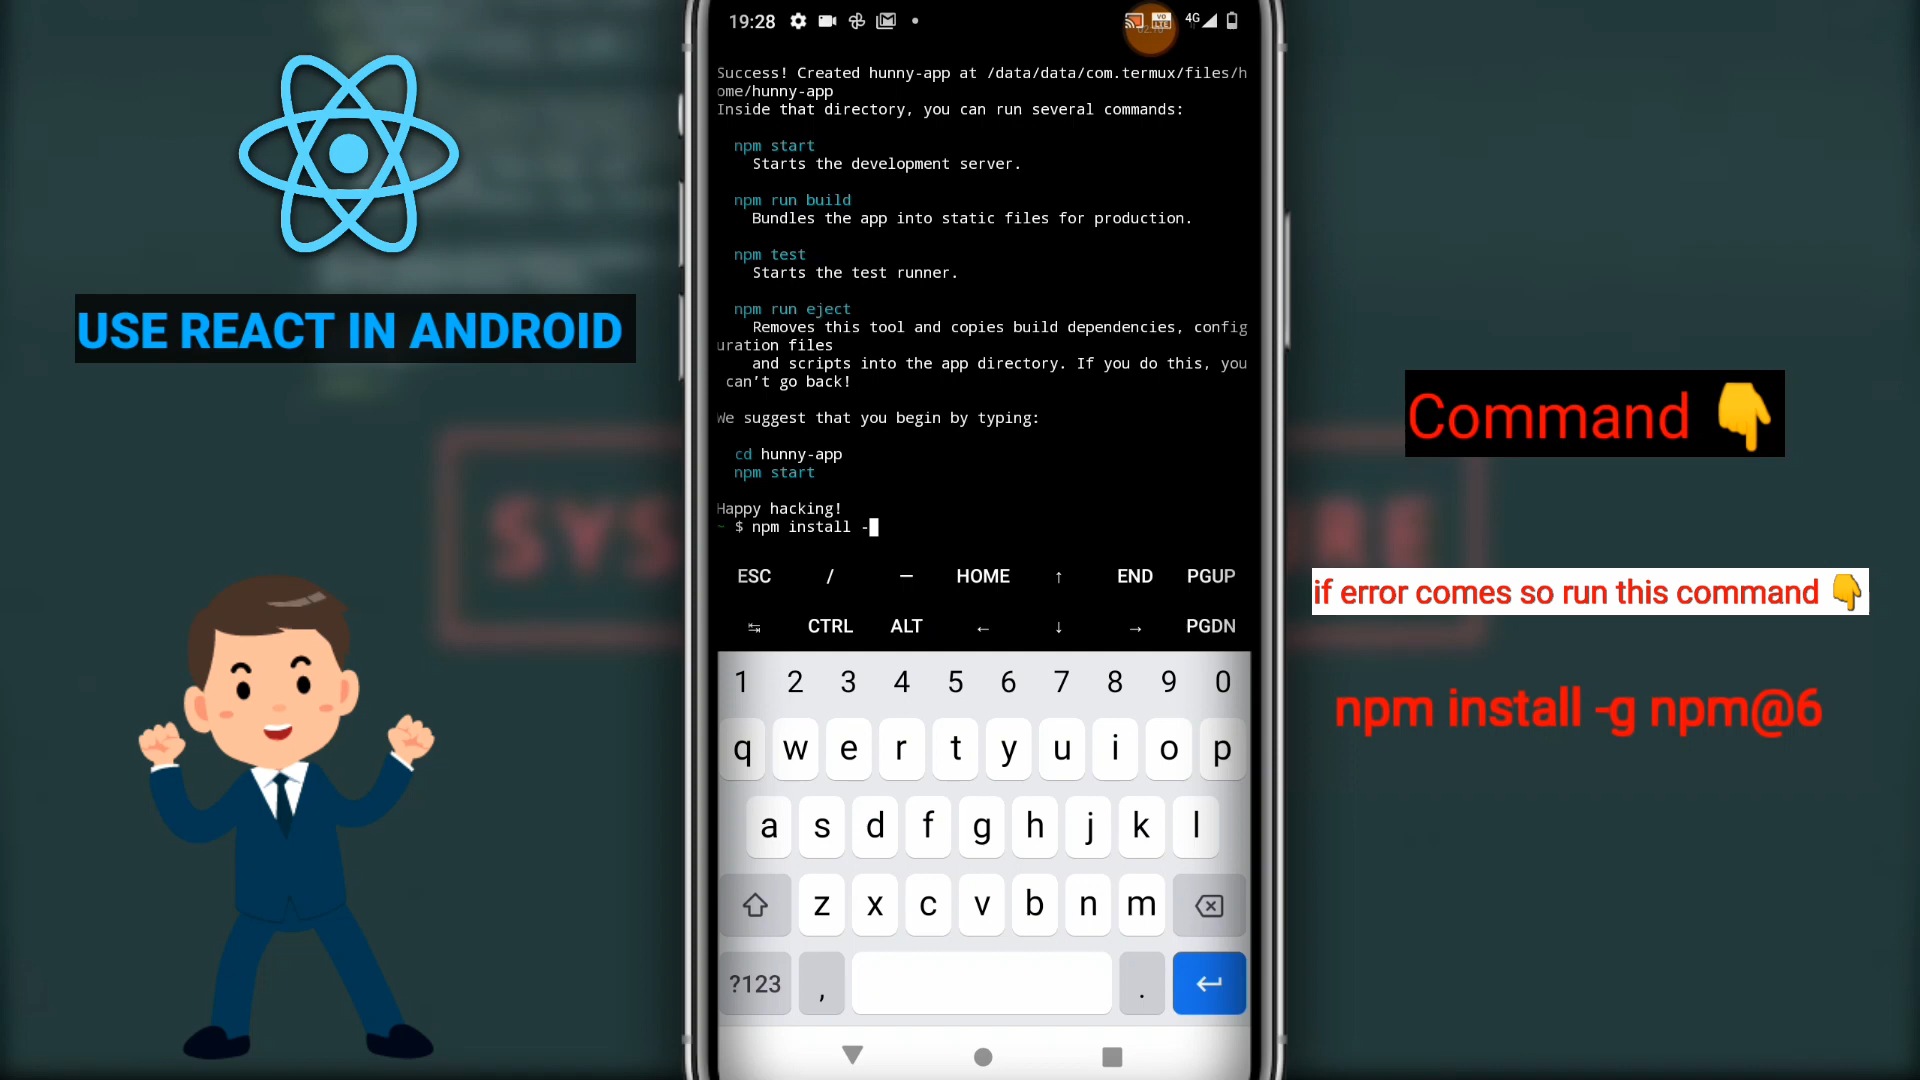 USE REACT IN ANDROID
19:28
4G
Success! Created hunny-app at /data/data/com.termux/files/h
ome/hunny-app
Inside that directory, you can run several commands:
npm start
Starts the development server.
npm run build
Bundles the app into static files for production.
npm test
Starts the test runner.
npm run eject
Removes this tool and copies build dependencies, config
uration files
and scripts into the app directory. If you do this, you
can't go back!
We suggest that you begin by typing:
cd hunny-app
npm start
Happy hacking!
~ $ npm install -
ESC / — HOME ↑ END PGUP
⇆ CTRL ALT ← ↓ → PGDN
1 2 3 4 5 6 7 8 9 0
q w e r t y u i o p
a s d f g h j k l
z x c v b n m
?123 , .
Command 👇
if error comes so run this command 👇
npm install -g npm@6
SYS
RE